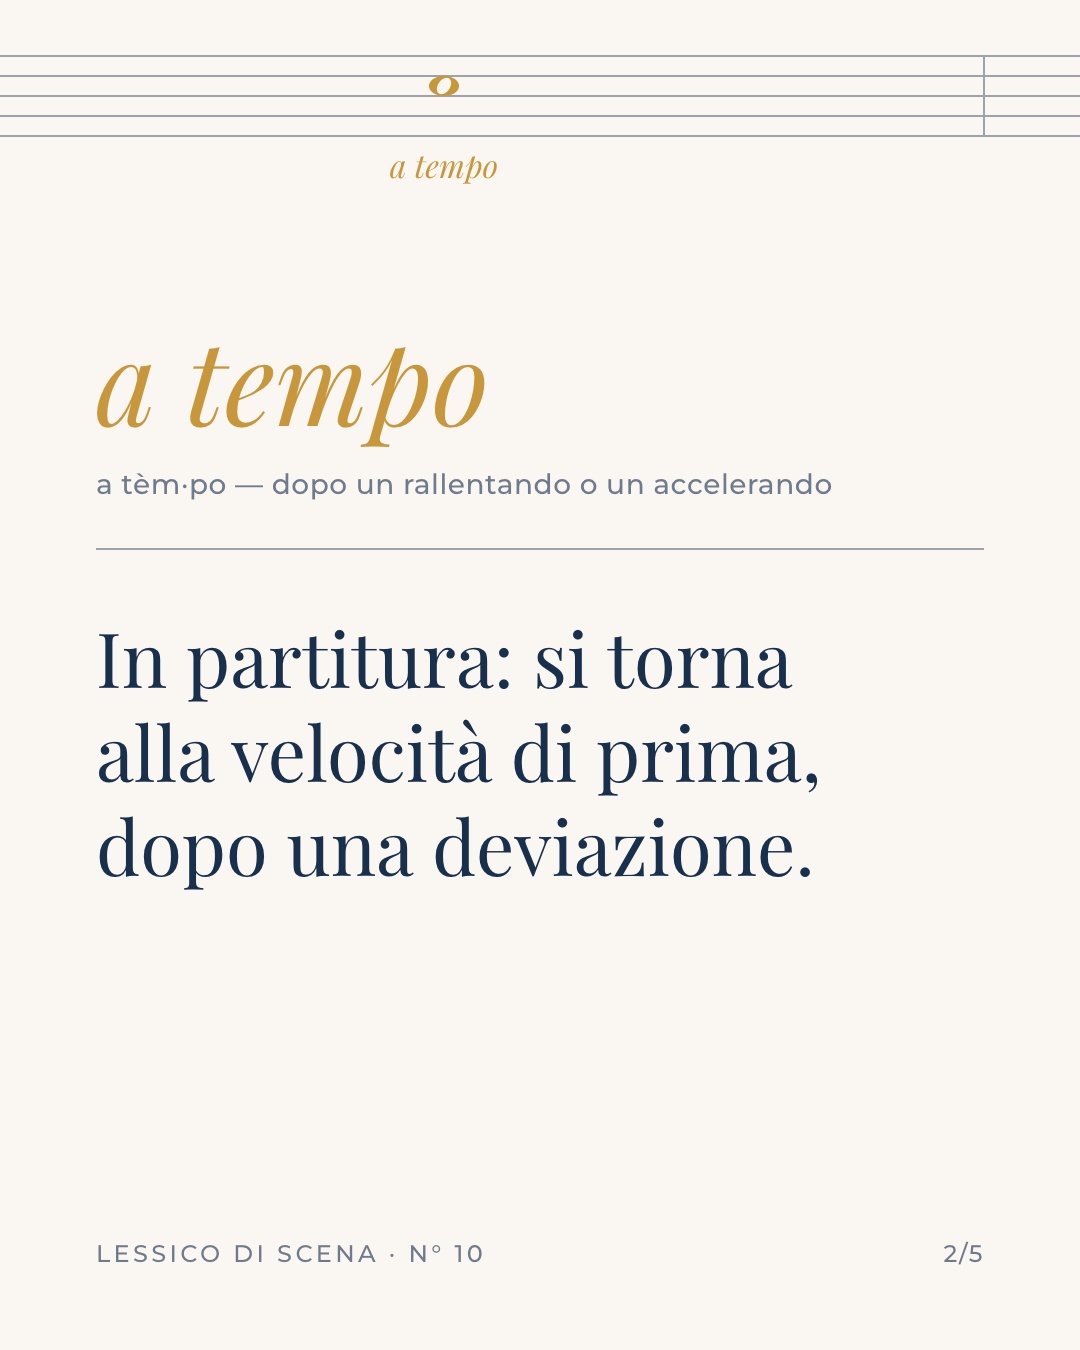 a tempo
a tempo
a tèm·po — dopo un rallentando o un accelerando
In partitura: si torna
alla velocità di prima,
dopo una deviazione.
LESSICO DI SCENA · N° 10
2/5